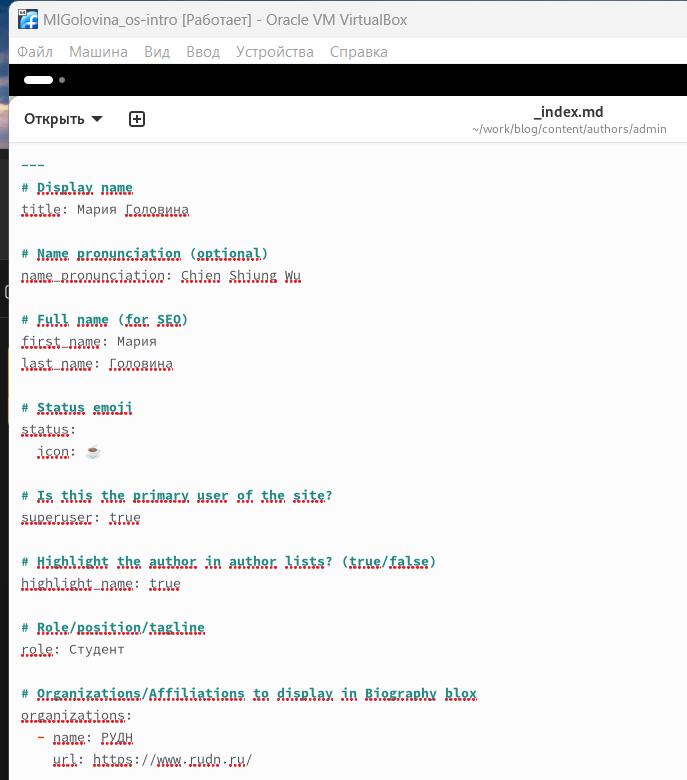 MIGolovina_os-intro [Работает] - Oracle VM VirtualBox
Файл Машина Вид Ввод Устройства Справка
Открыть
_index.md
~/work/blog/content/authors/admin
---
# Display name
title: Мария Головина
# Name pronunciation (optional)
name_pronunciation: Chien Shiung Wu
# Full name (for SEO)
first_name: Мария
last_name: Головина
# Status emoji
status:
icon: ☕
# Is this the primary user of the site?
superuser: true
# Highlight the author in author lists? (true/false)
highlight_name: true
# Role/position/tagline
role: Студент
# Organizations/Affiliations to display in Biography blox
organizations:
- name: РУДН
url: https://www.rudn.ru/